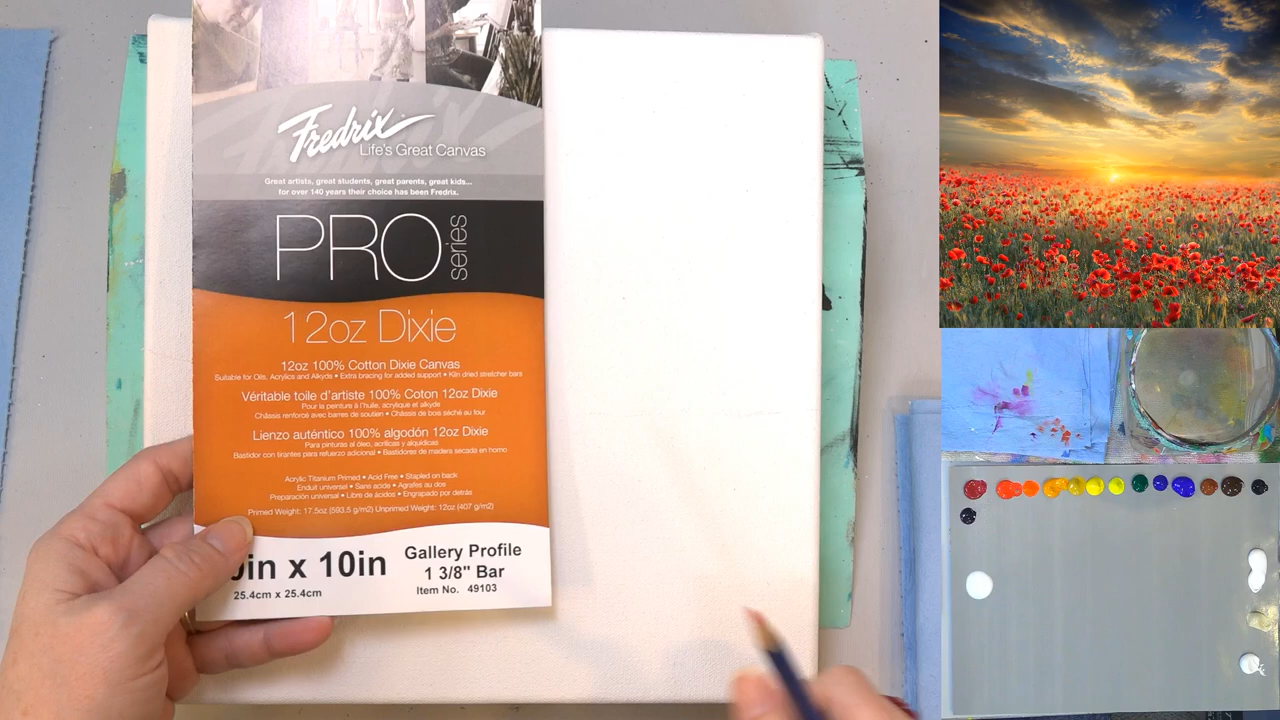 Fredrix
Life's Great Canvas
Great artists, great students, great parents, great kids...
for over 140 years their choice has been Fredrix.
PRO series
12oz Dixie
12oz 100% Cotton Dixie Canvas
Suitable for Oils, Acrylics and Alkyds • Extra bracing for added support • Kiln dried stretcher bars
Véritable toile d'artiste 100% Coton 12oz Dixie
Pour la peinture à l'huile, acrylique et alkyde
Châssis renforcé avec barres de soutien • Châssis de bois séché au four
Lienzo auténtico 100% algodón 12oz Dixie
Para pinturas al óleo, acrílicas y alquídicas
Bastidor con tirantes para refuerzo adicional • Bastidores de madera secada en horno
Acrylic Titanium Primed • Acid Free • Stapled on back
Enduit universel • Sans acide • Agrafes au dos
Preparación universal • Libre de ácidos • Engrapado por detrás
Primed Weight: 17.5oz (593.5 g/m2) Unprimed Weight: 12oz (407 g/m2)
in x 10in
25.4cm x 25.4cm
Gallery Profile
1 3/8" Bar
Item No. 49103